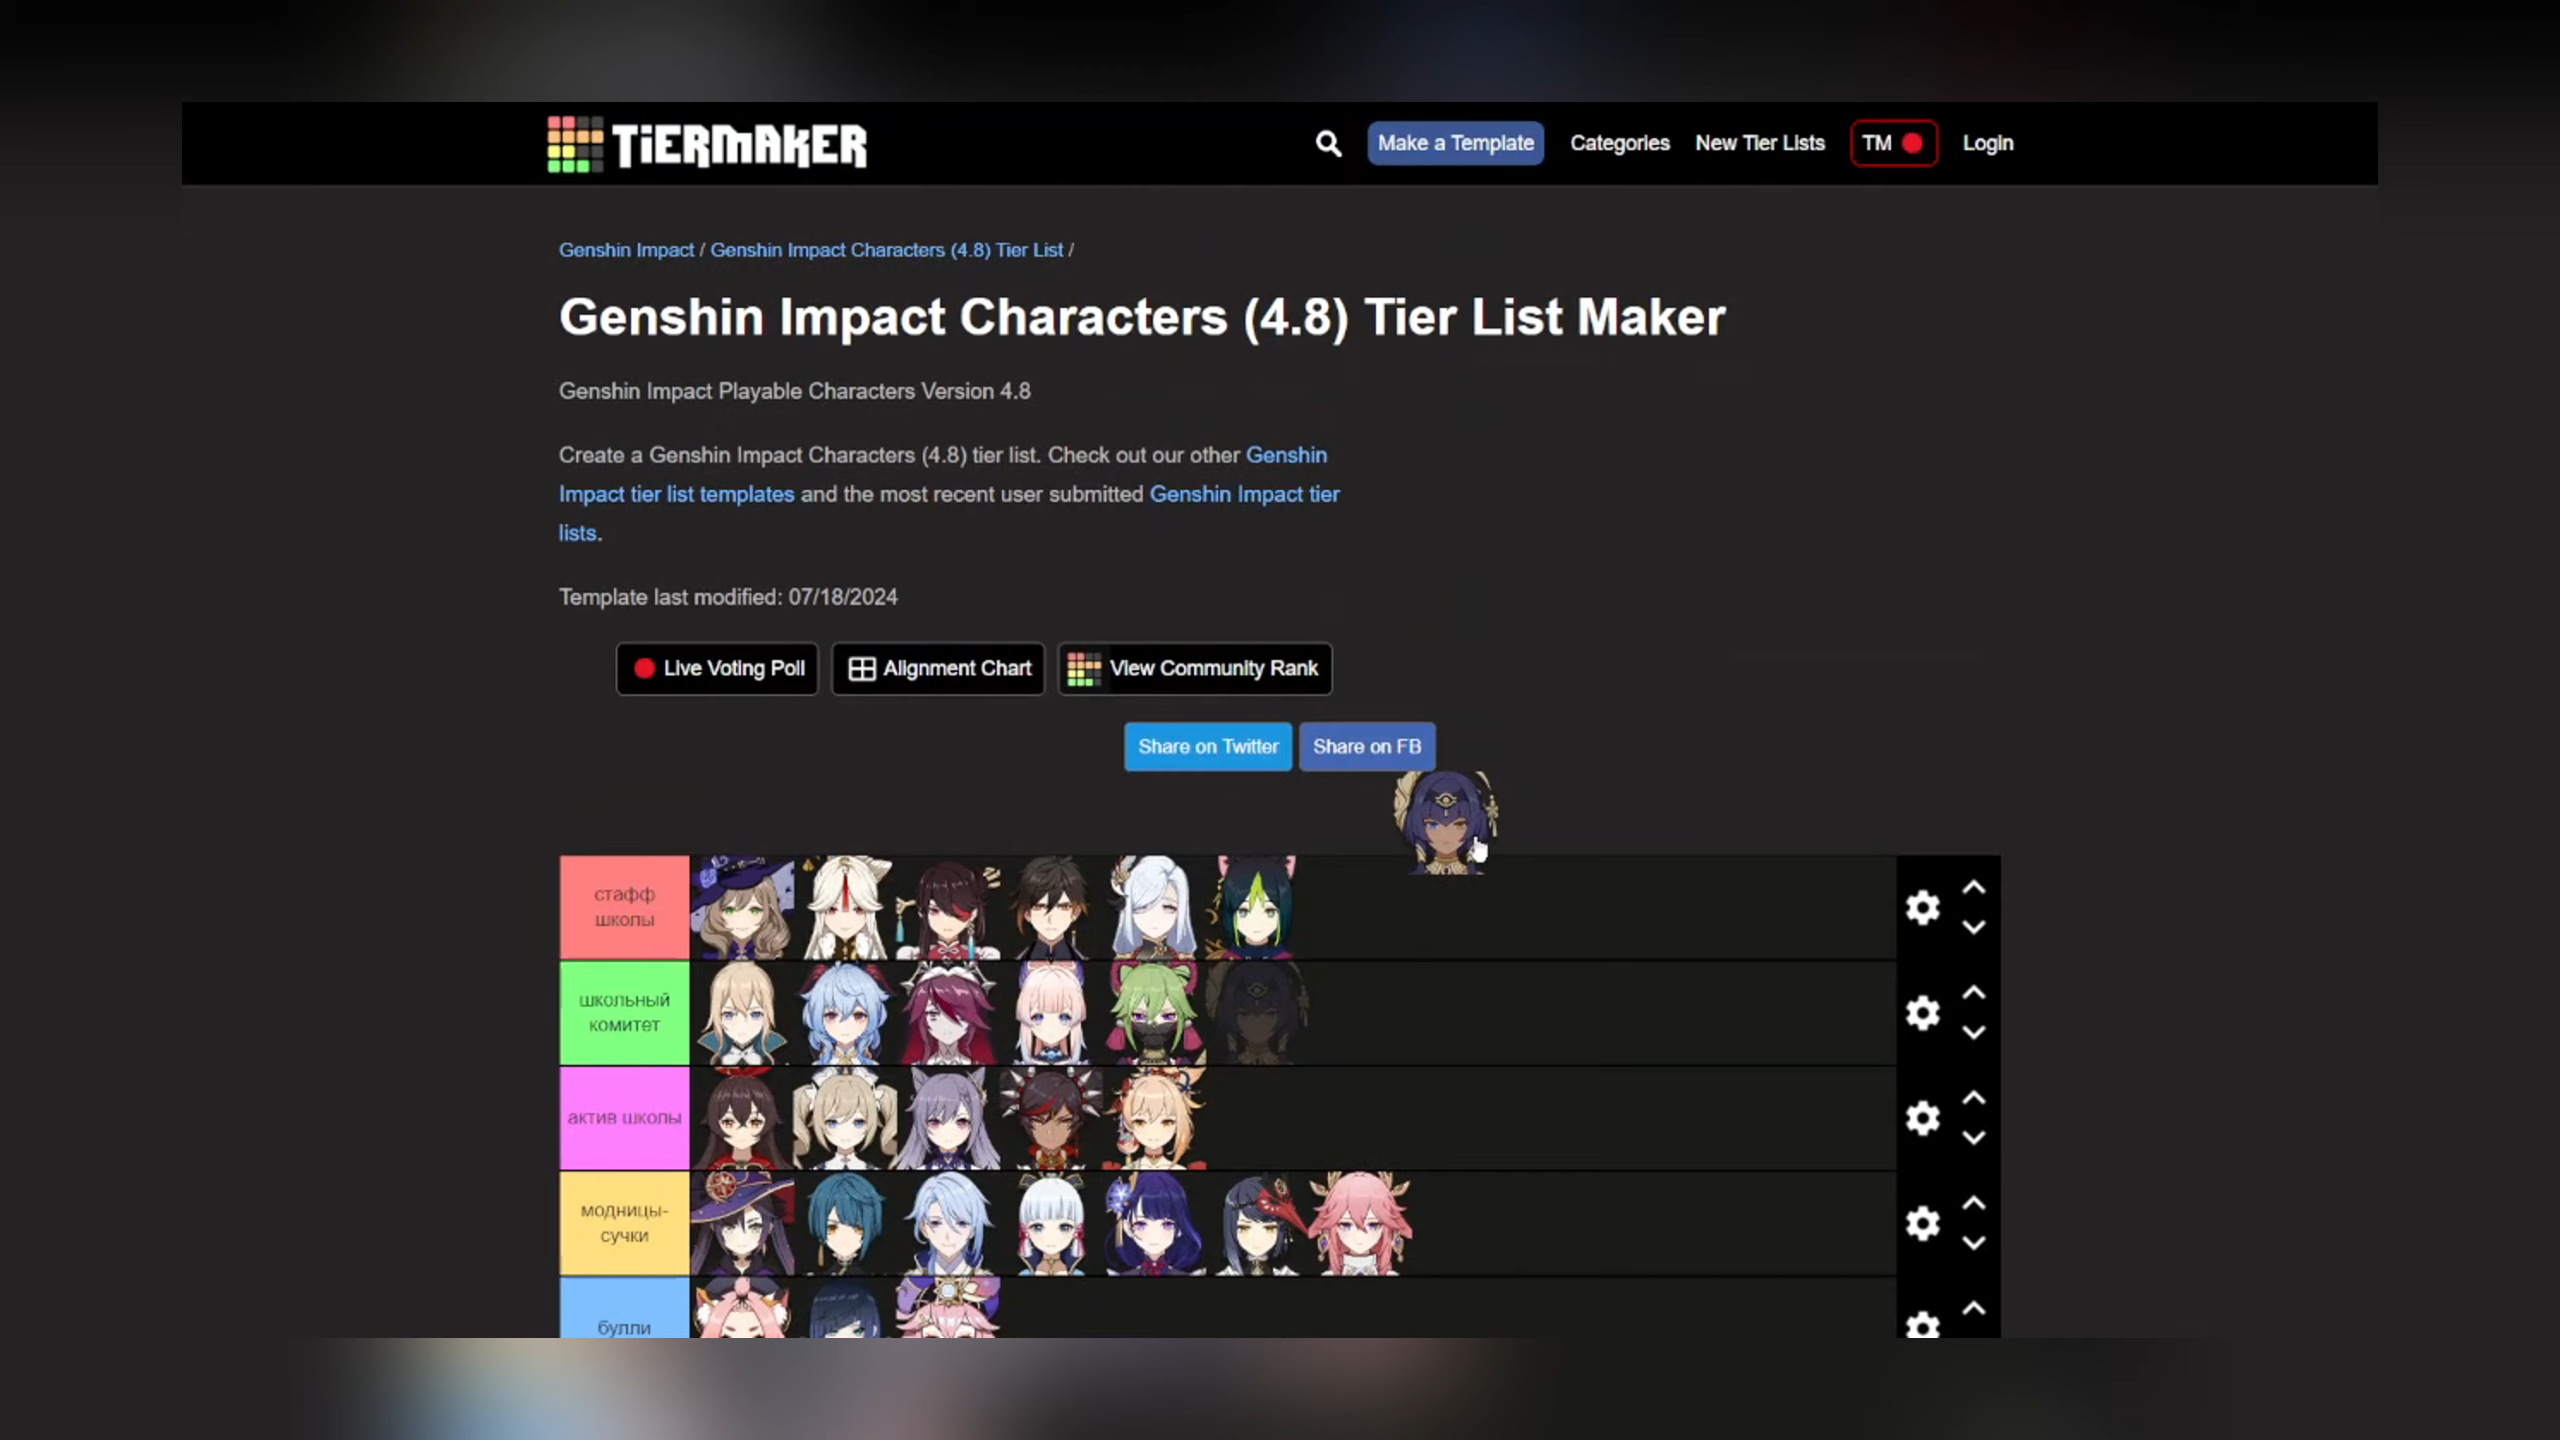 TiERMAKER
Make a Template
Categories
New Tier Lists
TM
Login
Genshin Impact / Genshin Impact Characters (4.8) Tier List /
Genshin Impact Characters (4.8) Tier List Maker
Genshin Impact Playable Characters Version 4.8
Create a Genshin Impact Characters (4.8) tier list. Check out our other Genshin
Impact tier list templates and the most recent user submitted Genshin Impact tier
lists.
Template last modified: 07/18/2024
Live Voting Poll
Alignment Chart
View Community Rank
Share on Twitter
Share on FB
стафф
школы
школьный
комитет
актив школы
модницы-
сучки
булли